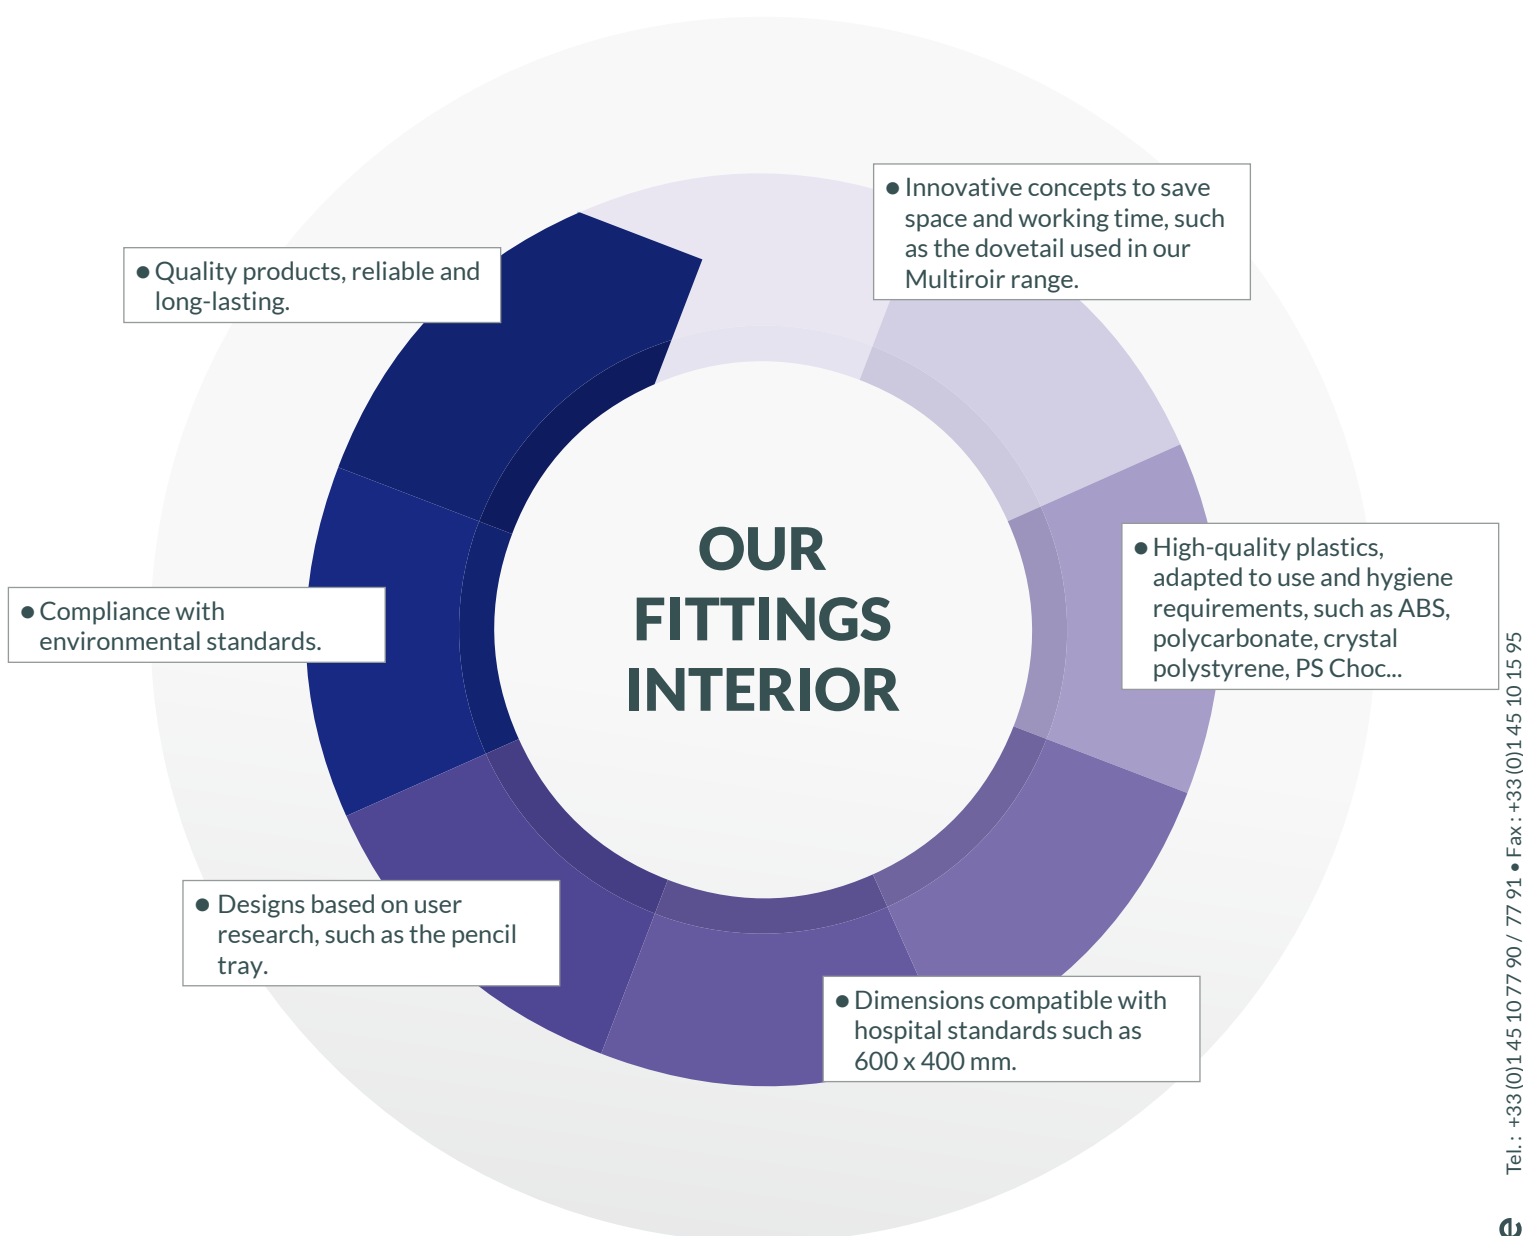 ● Innovative concepts to save
space and working time, such
as the dovetail used in our
Multiroir range.
● Quality products, reliable and
long-lasting.
OUR
FITTINGS
INTERIOR
● High-quality plastics,
adapted to use and hygiene
requirements, such as ABS,
polycarbonate, crystal
polystyrene, PS Choc...
● Compliance with
environmental standards.
● Designs based on user
research, such as the pencil
tray.
● Dimensions compatible with
hospital standards such as
600 x 400 mm.
Tel. : +33 (0)1 45 10 77 90 / 77 91 ● Fax : +33 (0)1 45 10 15 95